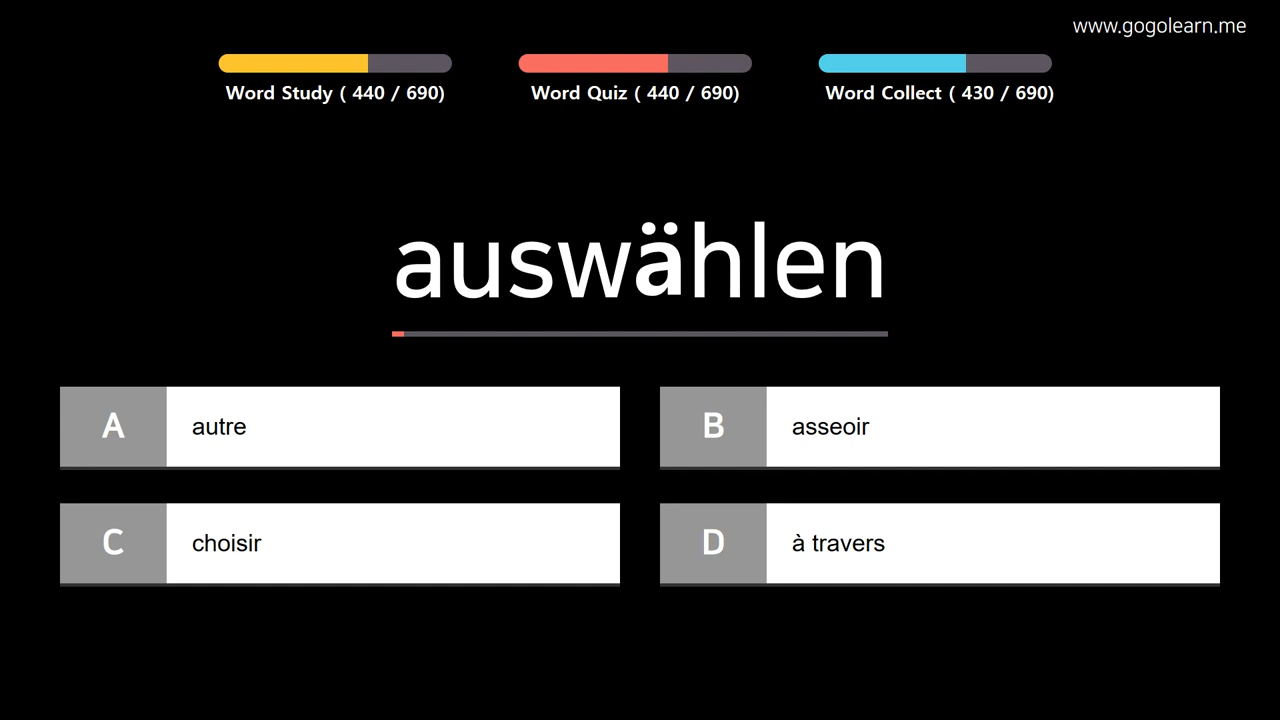 www.gogolearn.me
Word Study ( 440 / 690)
Word Quiz ( 440 / 690)
Word Collect ( 430 / 690)
auswählen
A autre
B asseoir
C choisir
D à travers